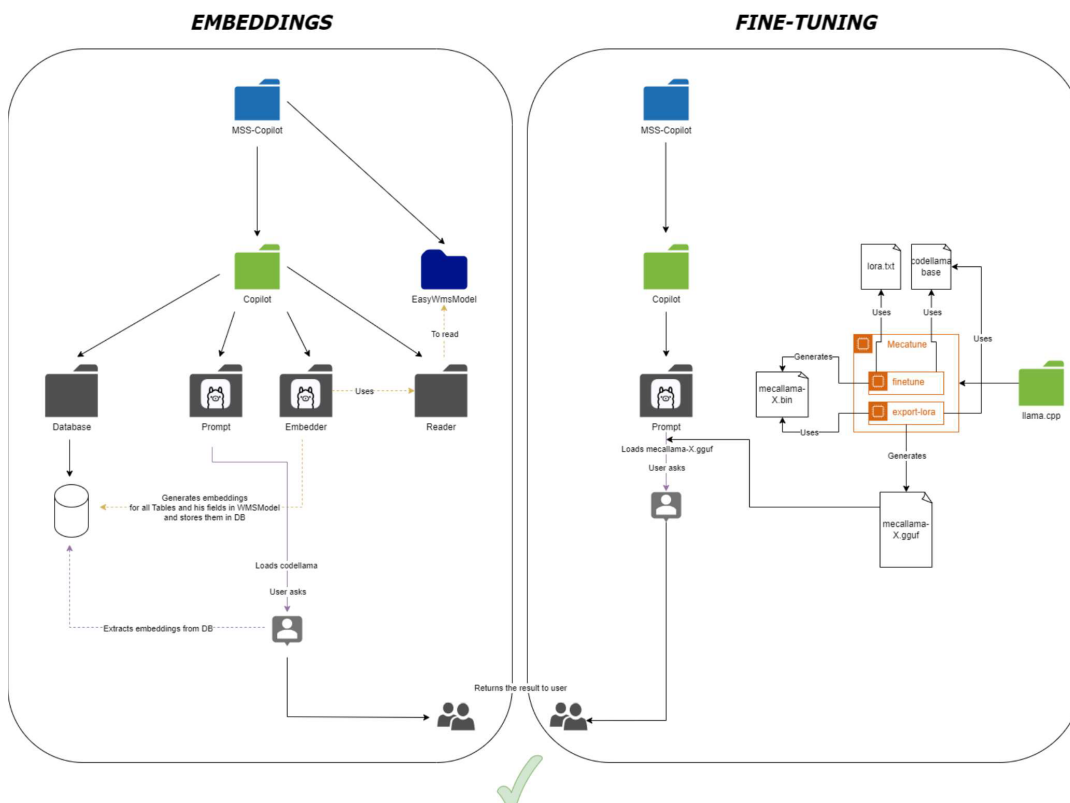 EMBEDDINGS
MSS-Copilot
Copilot
EasyWmsModel
To read
Uses
Database
Prompt
Embedder
Reader
Generates embeddings
for all Tables and his fields in WMSModel
and stores them in DB
Loads codellama
User asks
Extracts embeddings from DB
Returns the result to user
FINE-TUNING
MSS-Copilot
Copilot
lora.txt
codellama
base
Uses
Uses
Uses
Mecatune
Generates
finetune
mecallama-
X.bin
export-lora
Uses
llama.cpp
Prompt
Loads mecallama-X.gguf
User asks
Generates
mecallama-
X.gguf